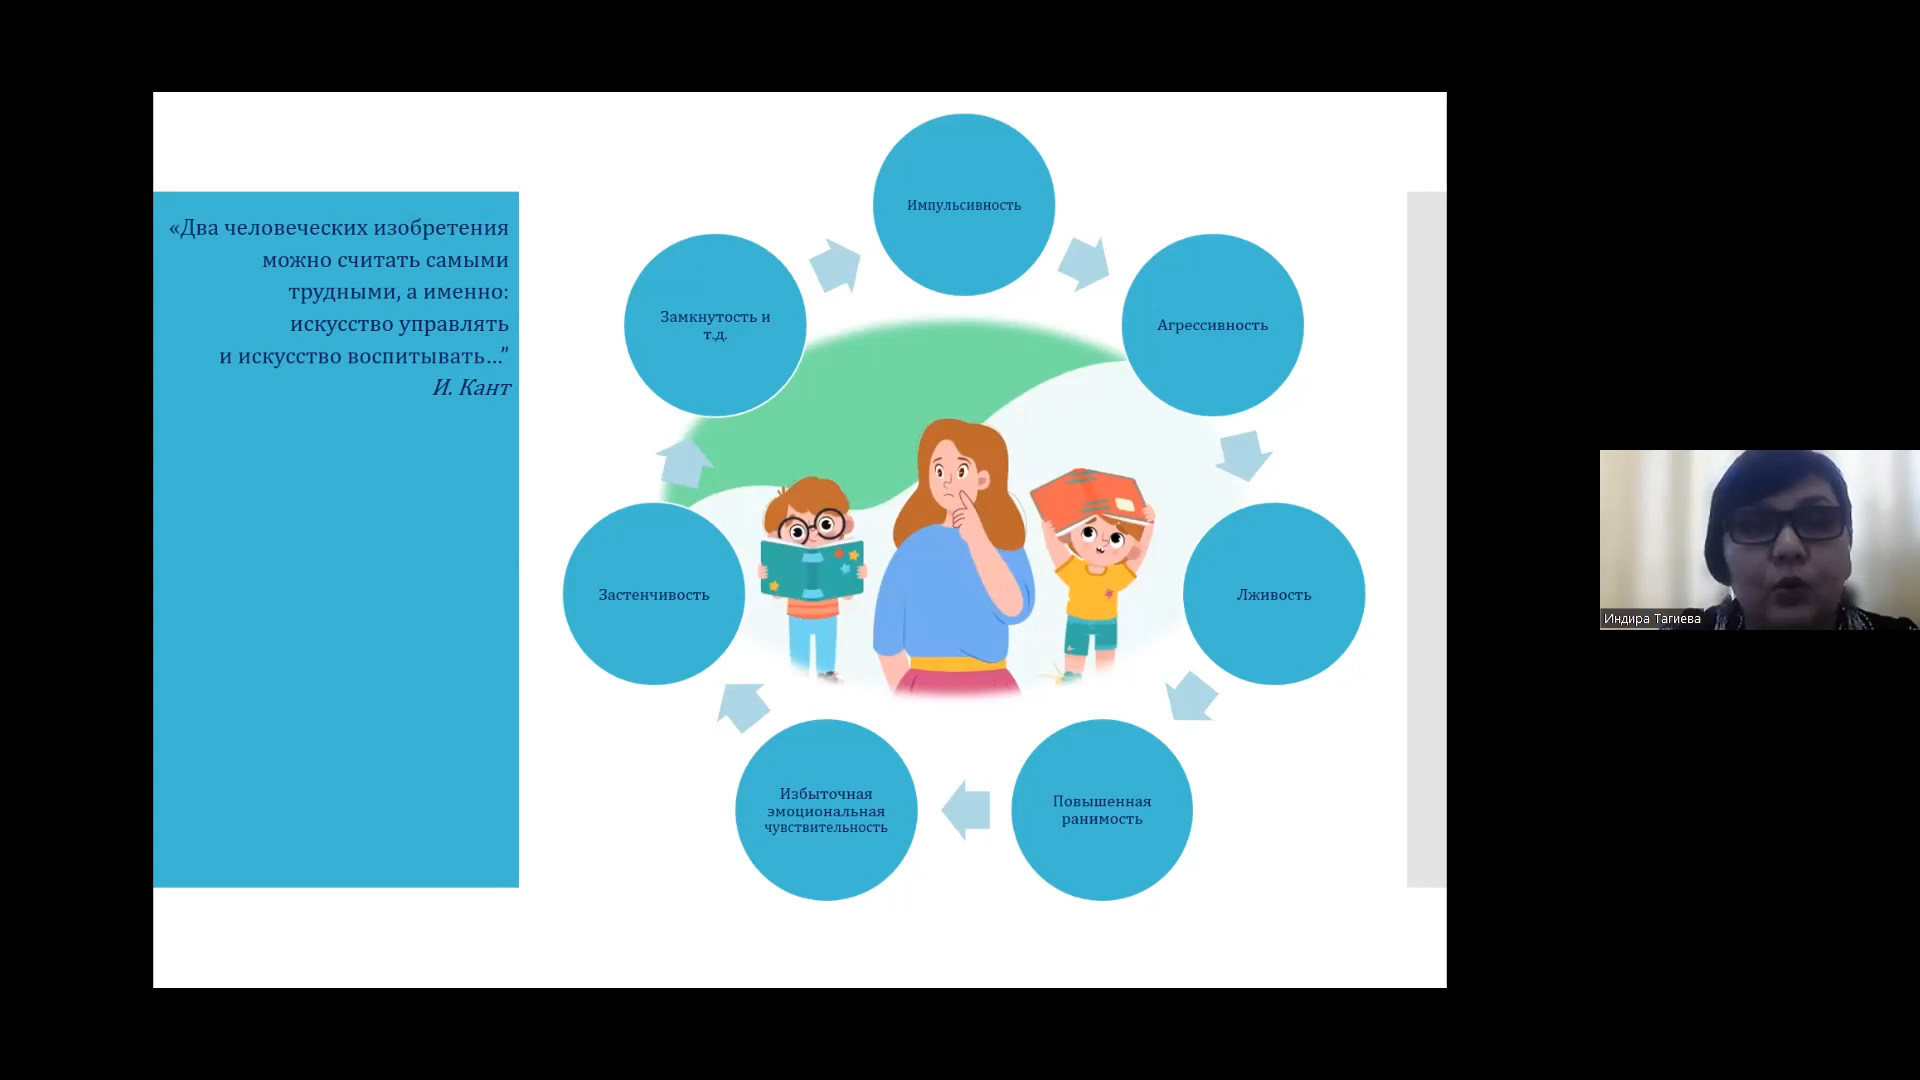 «Два человеческих изобретения
можно считать самыми
трудными, а именно:
искусство управлять
и искусство воспитывать…”
И. Кант
Импульсивность
Агрессивность
Лживость
Повышенная
ранимость
Избыточная
эмоциональная
чувствительность
Застенчивость
Замкнутость и
т.д.
Индира Тагиева